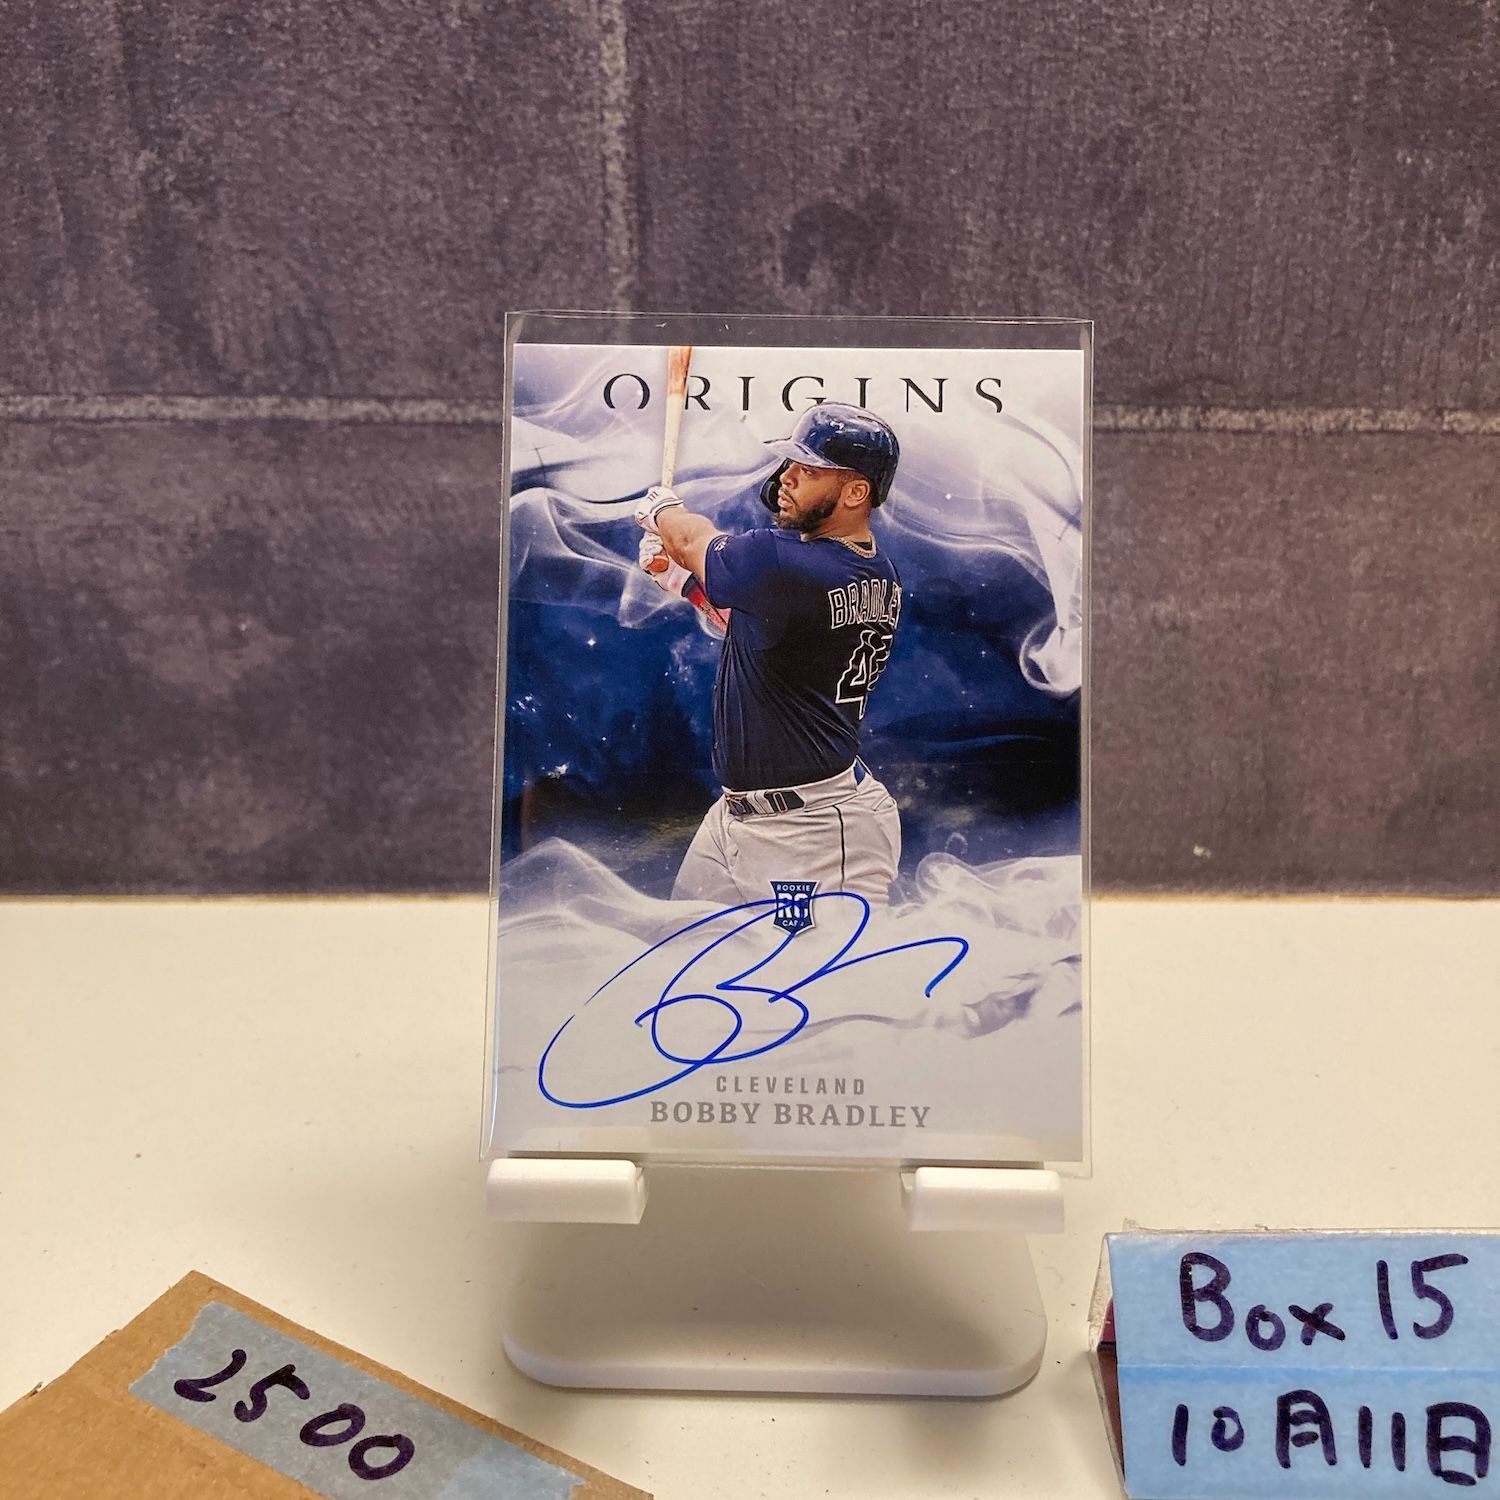 ORIGINS
BRADLEY
ROOKIE
RC
CARD
CLEVELAND
BOBBY BRADLEY
2500
Box 15
10月11日